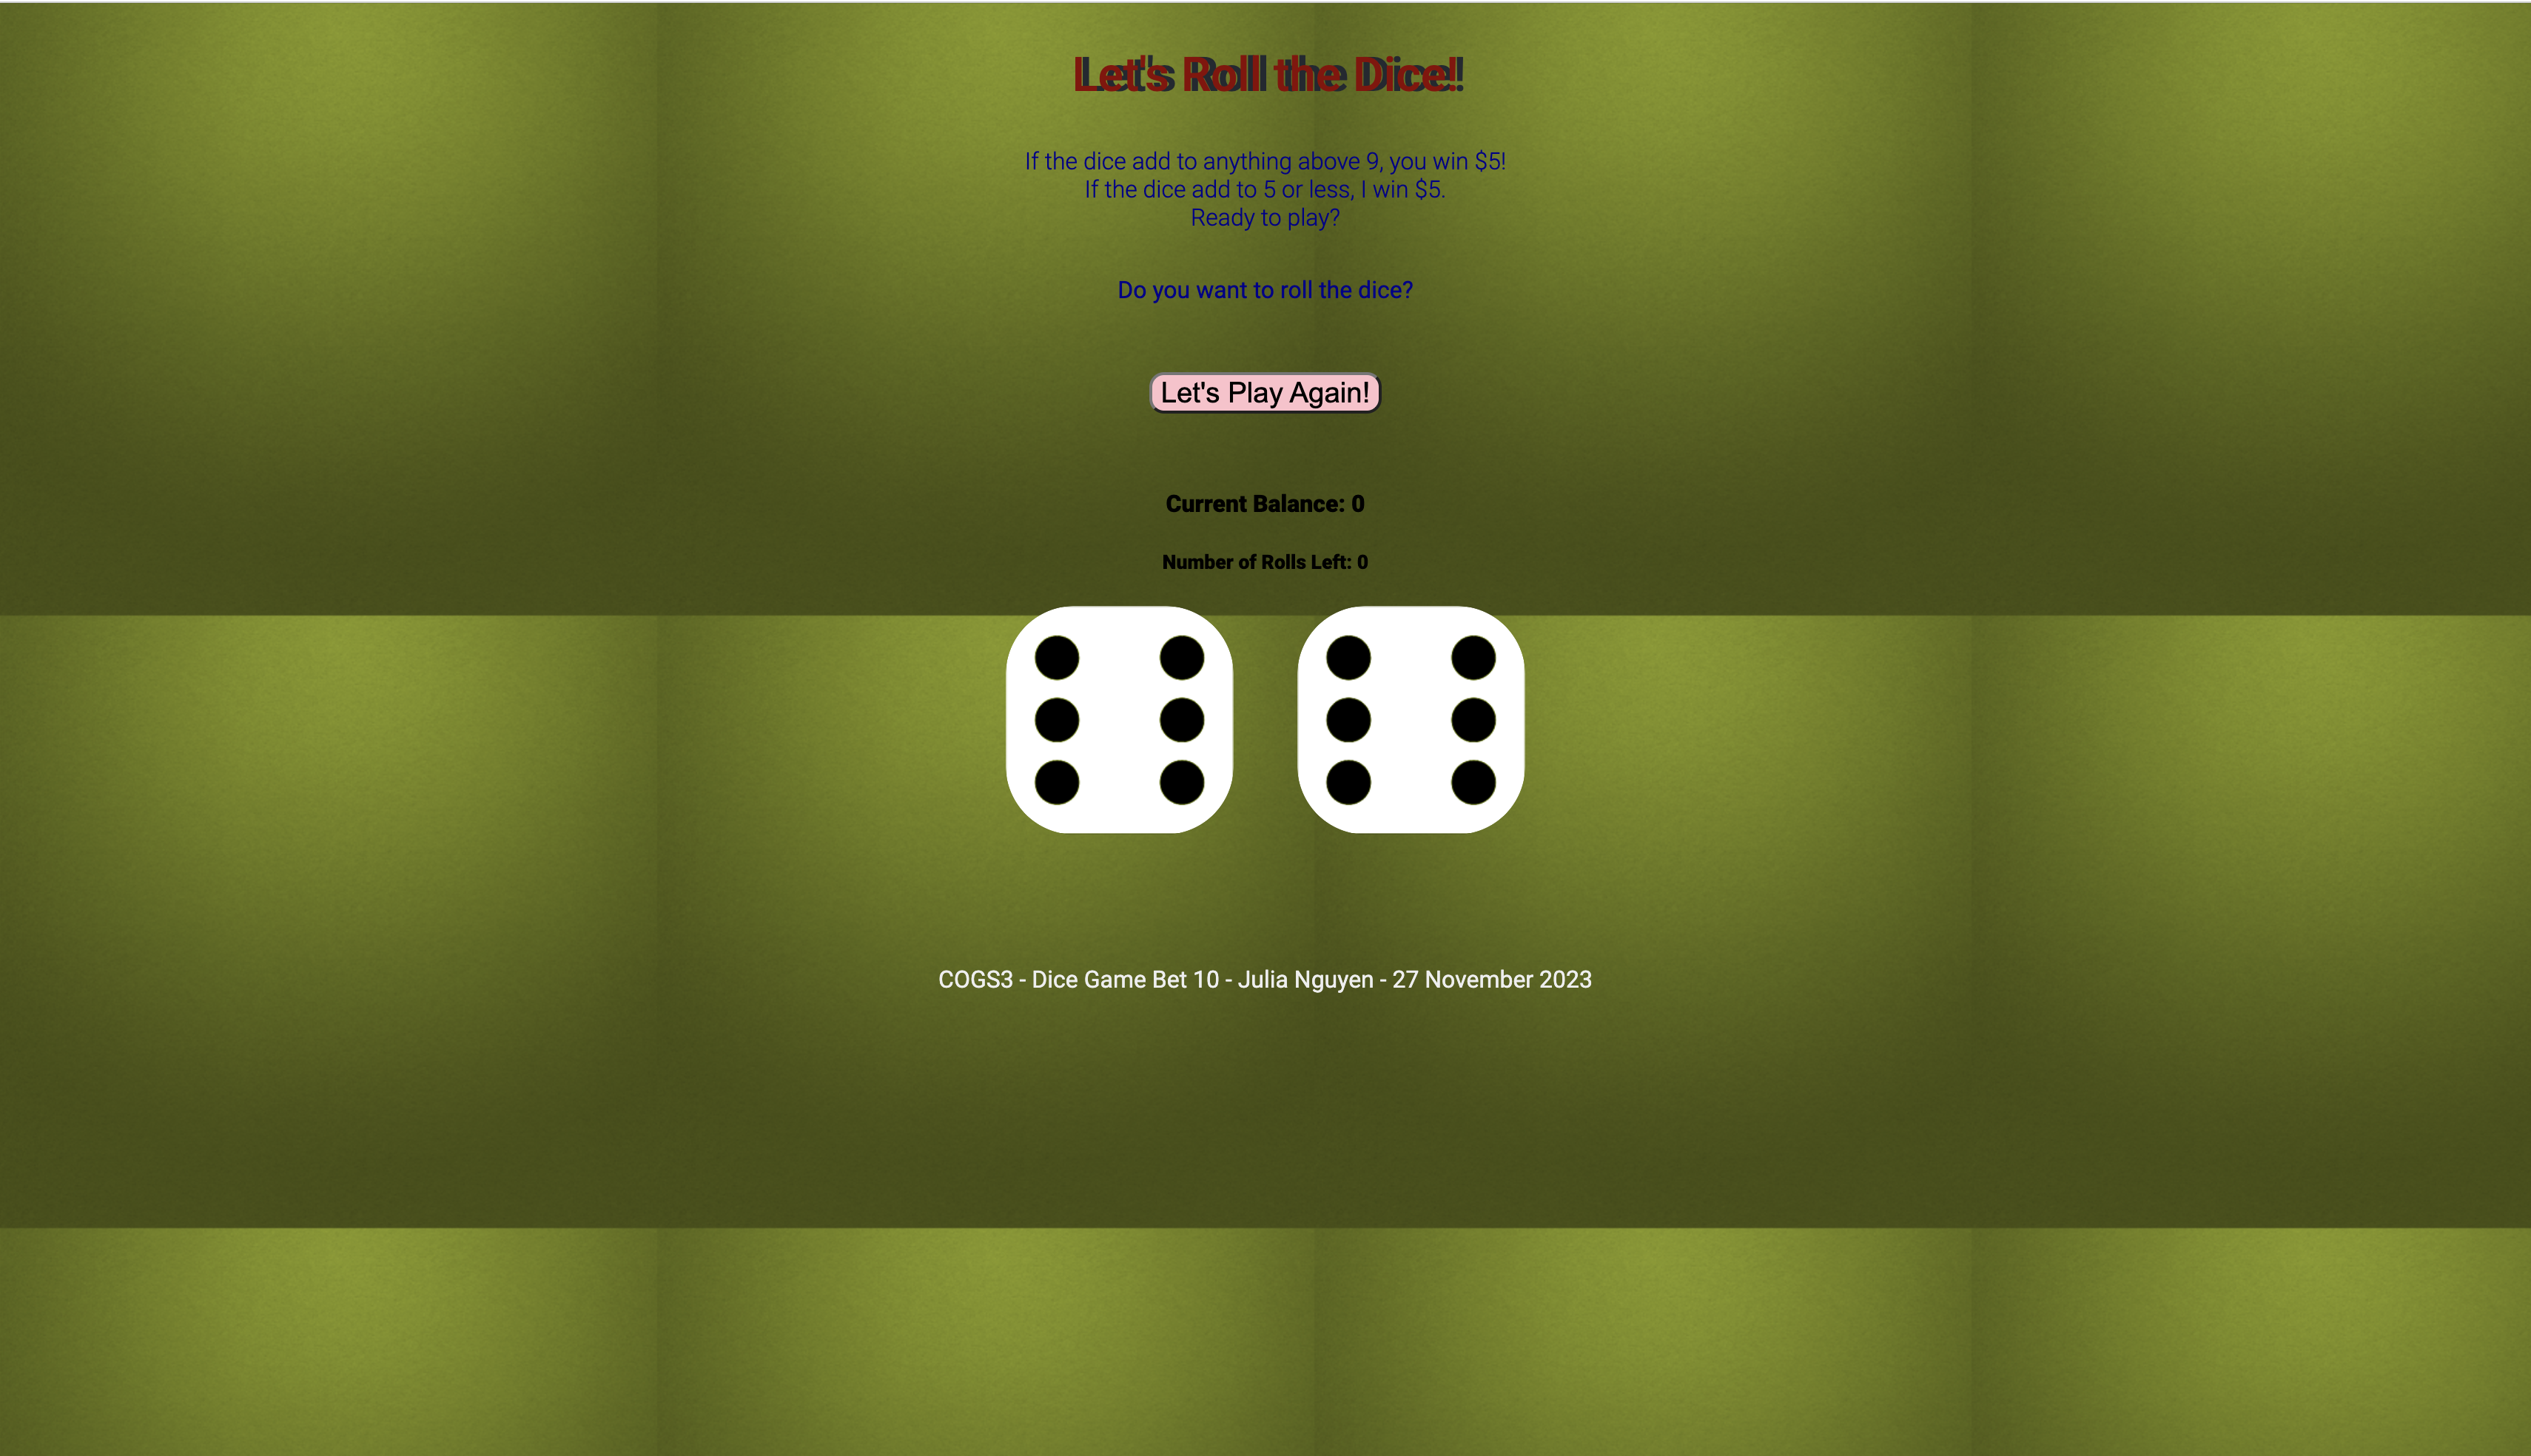 Let's Roll the Dice!
If the dice add to anything above 9, you win $5!
If the dice add to 5 or less, I win $5.
Ready to play?
Do you want to roll the dice?
Let's Play Again!
Current Balance: 0
Number of Rolls Left: 0
COGS3 - Dice Game Bet 10 - Julia Nguyen - 27 November 2023